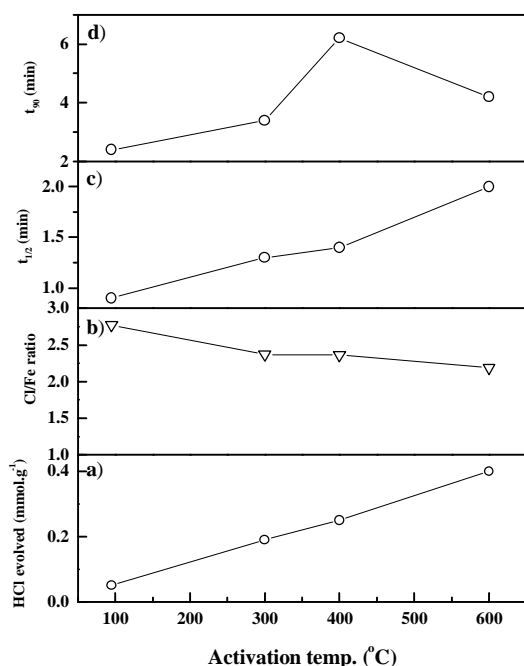 d)
t90 (min)
6
4
2
c)
t1/2 (min)
2.0
1.5
1.0
b)
Cl/Fe ratio
3.0
2.5
2.0
1.5
1.0
a)
HCl evolved (mmol.g-1)
0.4
0.2
0.0
100 200 300 400 500 600
Activation temp. (oC)